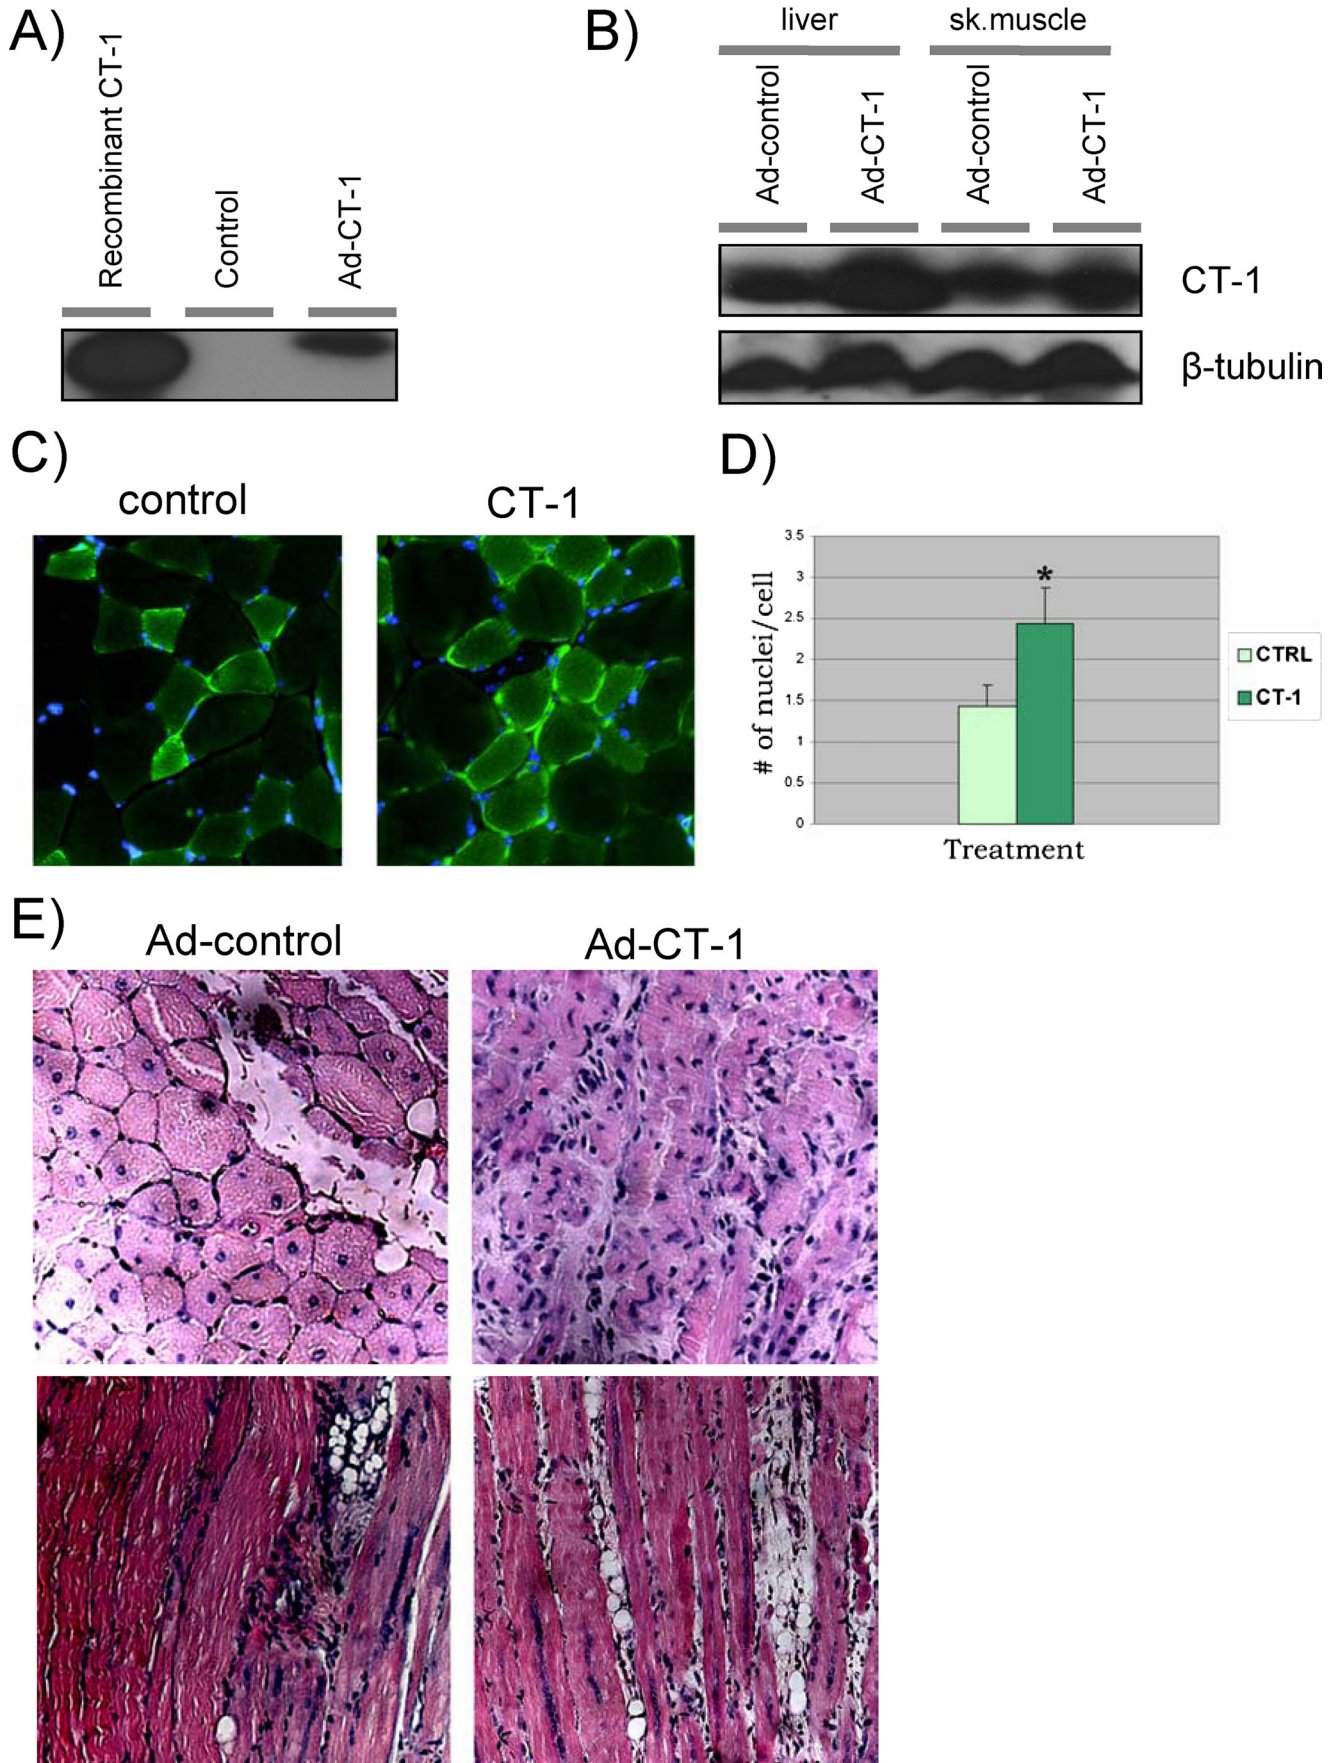 A)
Recombinant CT-1
Control
Ad-CT-1
B)
liver
sk.muscle
Ad-control
Ad-CT-1
Ad-control
Ad-CT-1
CT-1
β-tubulin
C)
control
CT-1
D)
# of nuclei/cell
3.5
3
2.5
2
1.5
1
0.5
0
*
Treatment
CTRL
CT-1
E)
Ad-control
Ad-CT-1